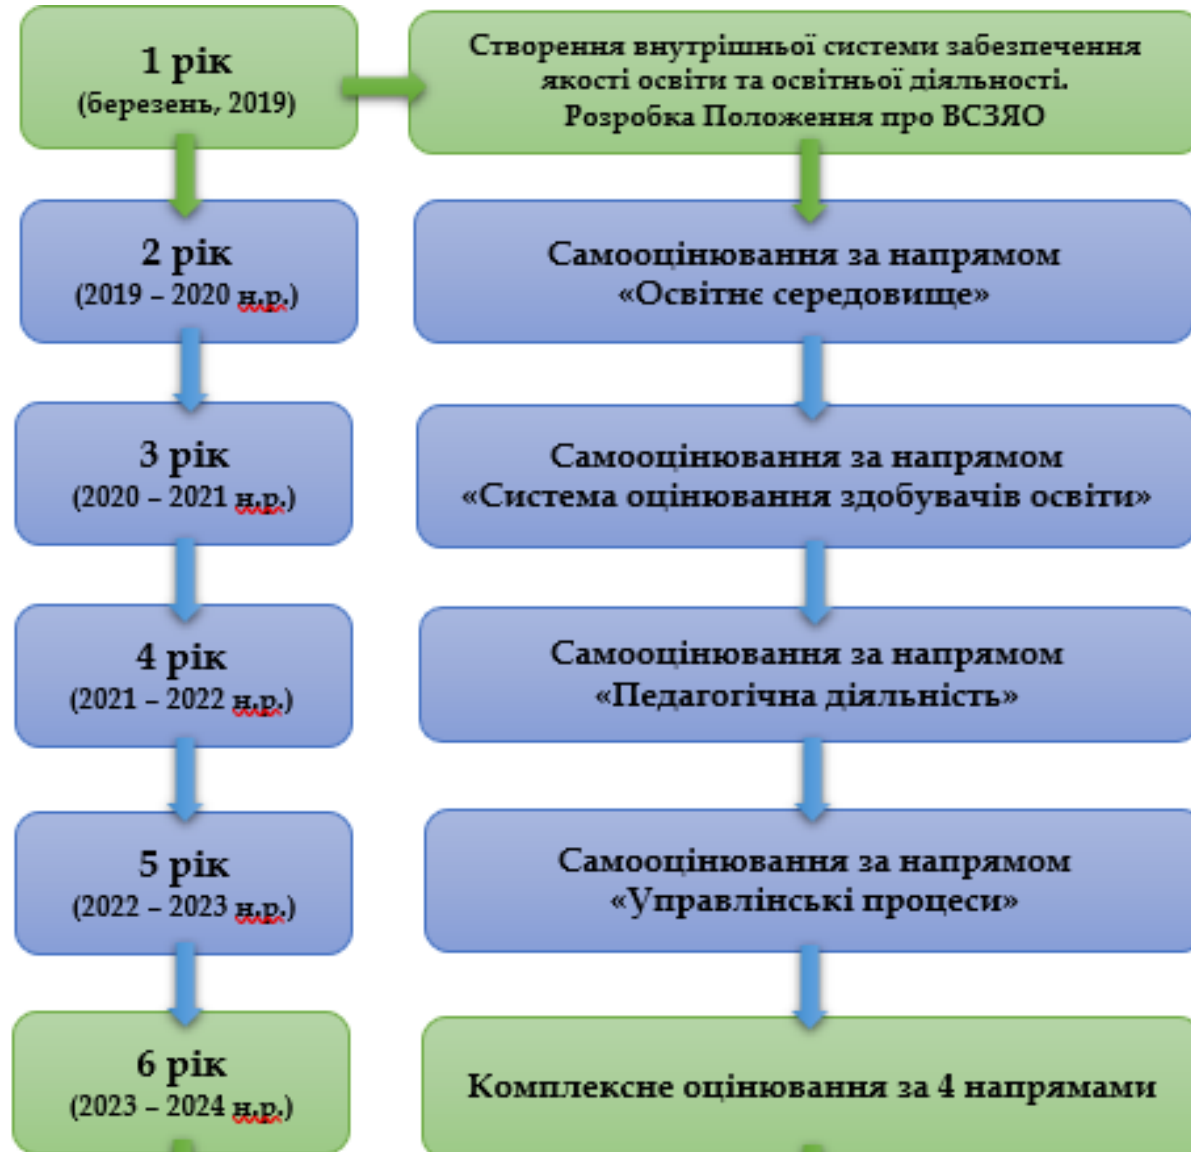 1 рік
(березень, 2019)
Створення внутрішньої системи забезпечення
якості освіти та освітньої діяльності.
Розробка Положення про ВСЗЯО
2 рік
(2019 – 2020 н.р.)
Самооцінювання за напрямом
«Освітнє середовище»
3 рік
(2020 – 2021 н.р.)
Самооцінювання за напрямом
«Система оцінювання здобувачів освіти»
4 рік
(2021 – 2022 н.р.)
Самооцінювання за напрямом
«Педагогічна діяльність»
5 рік
(2022 – 2023 н.р.)
Самооцінювання за напрямом
«Управлінські процеси»
6 рік
(2023 – 2024 н.р.)
Комплексне оцінювання за 4 напрямами